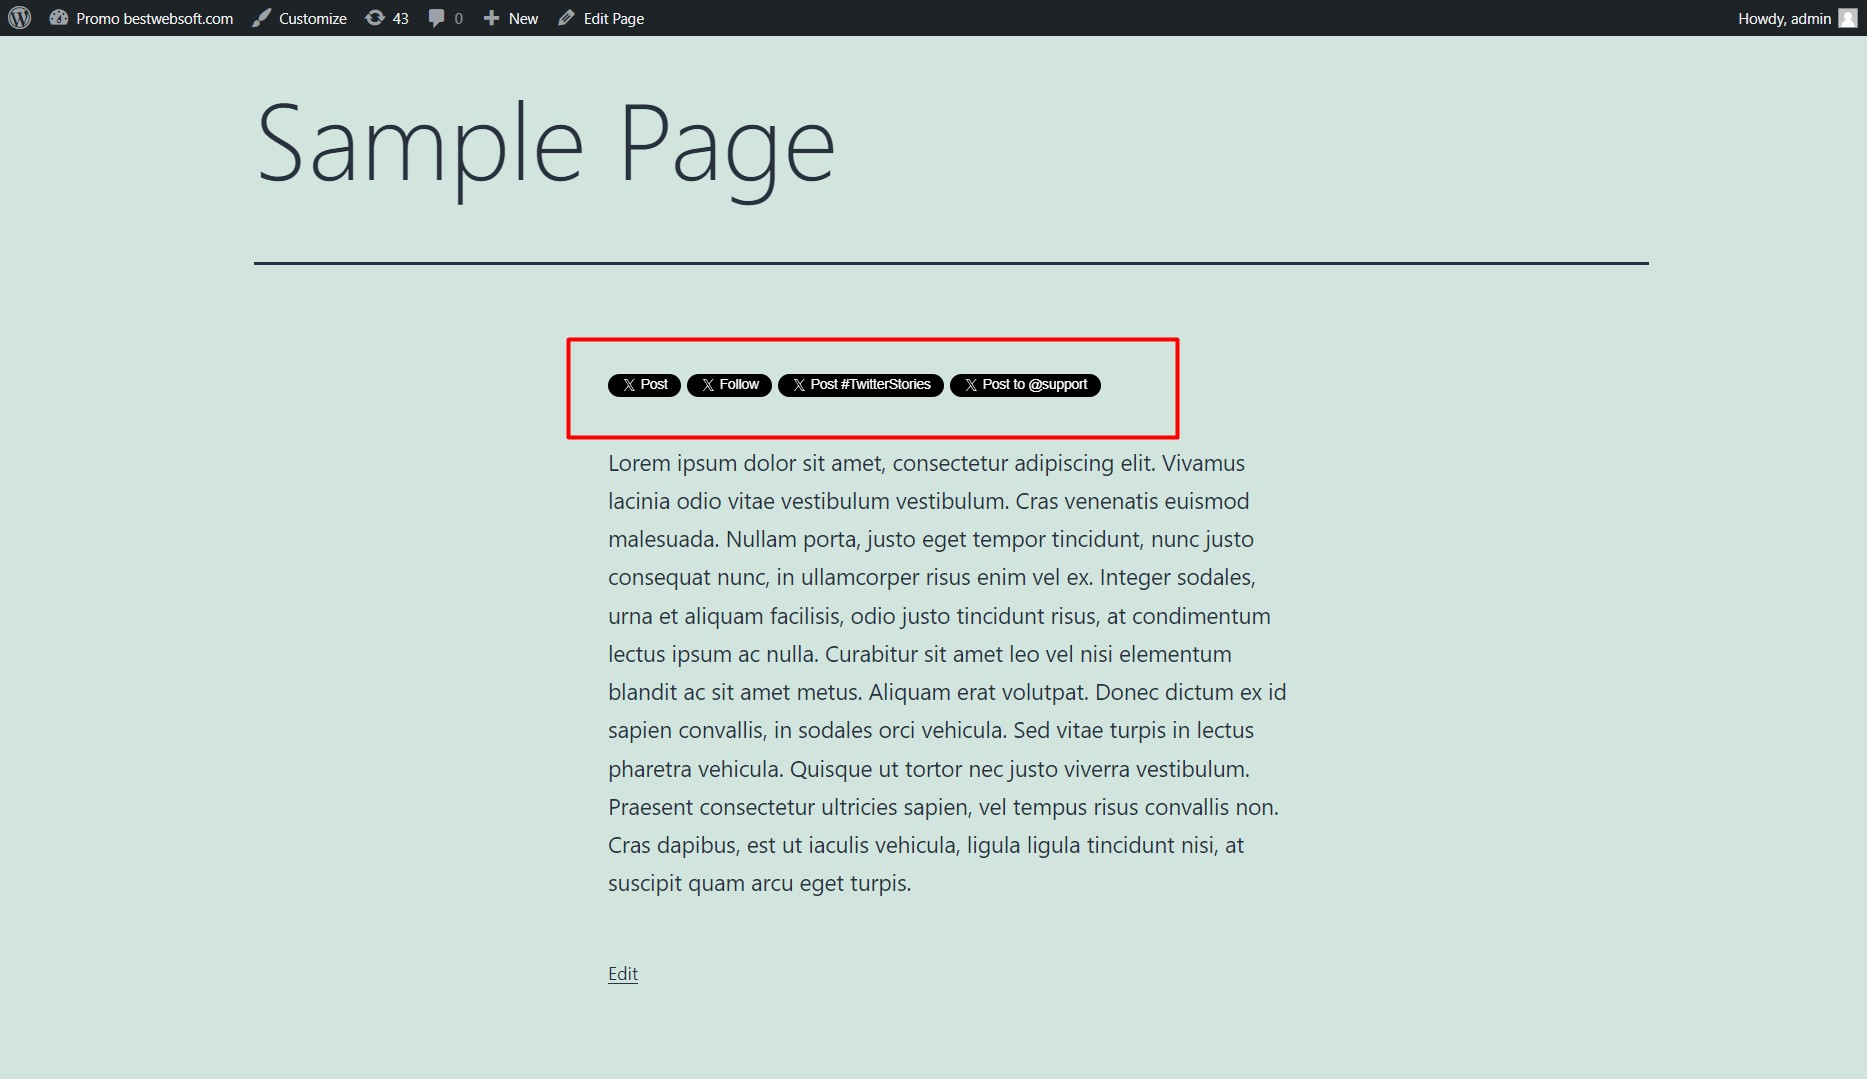 Promo bestwebsoft.com Customize 43 0 New Edit Page Howdy, admin
Sample Page
Post Follow Post #TwitterStories Post to @support
Lorem ipsum dolor sit amet, consectetur adipiscing elit. Vivamus
lacinia odio vitae vestibulum vestibulum. Cras venenatis euismod
malesuada. Nullam porta, justo eget tempor tincidunt, nunc justo
consequat nunc, in ullamcorper risus enim vel ex. Integer sodales,
urna et aliquam facilisis, odio justo tincidunt risus, at condimentum
lectus ipsum ac nulla. Curabitur sit amet leo vel nisi elementum
blandit ac sit amet metus. Aliquam erat volutpat. Donec dictum ex id
sapien convallis, in sodales orci vehicula. Sed vitae turpis in lectus
pharetra vehicula. Quisque ut tortor nec justo viverra vestibulum.
Praesent consectetur ultricies sapien, vel tempus risus convallis non.
Cras dapibus, est ut iaculis vehicula, ligula ligula tincidunt nisi, at
suscipit quam arcu eget turpis.
Edit